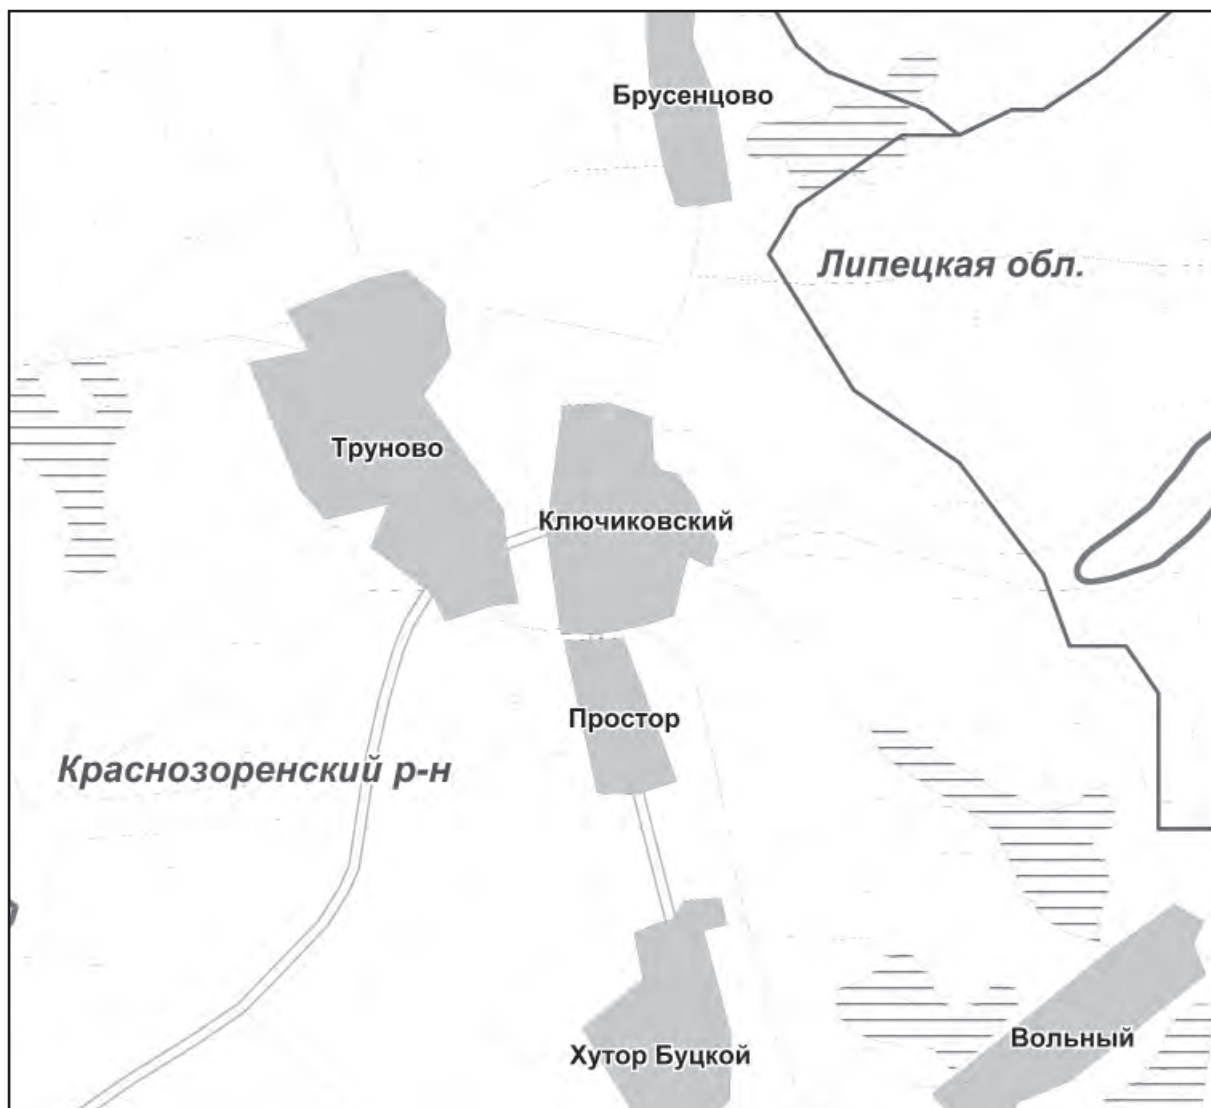 Брусенцово
Липецкая обл.
Труново
Ключиковский
Простор
Краснозоренский р-н
Вольный
Хутор Буцкой